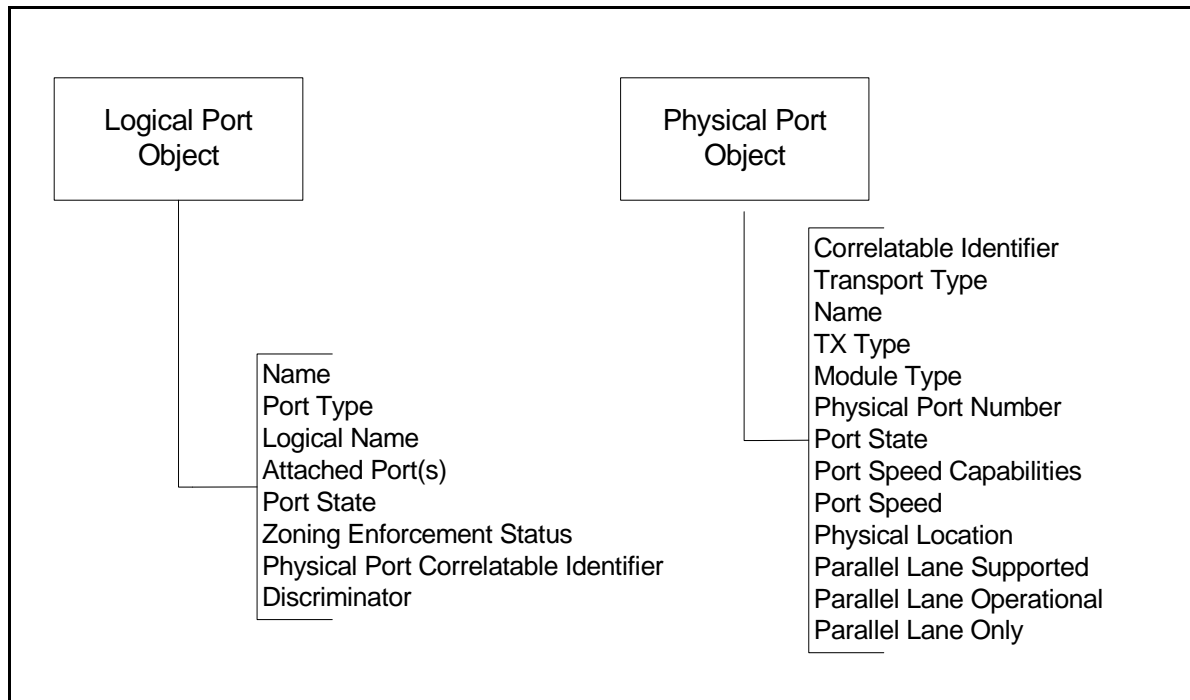 Logical Port
Object
Name
Port Type
Logical Name
Attached Port(s)
Port State
Zoning Enforcement Status
Physical Port Correlatable Identifier
Discriminator
Physical Port
Object
Correlatable Identifier
Transport Type
Name
TX Type
Module Type
Physical Port Number
Port State
Port Speed Capabilities
Port Speed
Physical Location
Parallel Lane Supported
Parallel Lane Operational
Parallel Lane Only